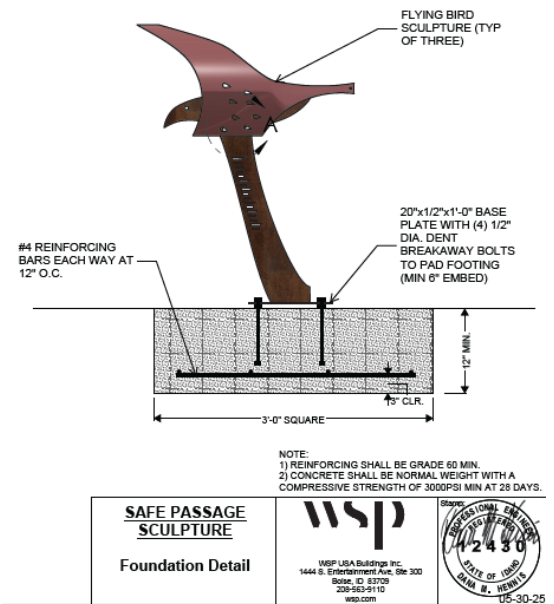 FLYING BIRD
SCULPTURE (TYP
OF THREE)
A
20"x1/2"x1'-0" BASE
PLATE WITH (4) 1/2"
DIA. DENT
BREAKAWAY BOLTS
TO PAD FOOTING
(MIN 6" EMBED)
#4 REINFORCING
BARS EACH WAY AT
12" O.C.
12" MIN.
3" CLR.
3'-0" SQUARE
NOTE:
1) REINFORCING SHALL BE GRADE 60 MIN.
2) CONCRETE SHALL BE NORMAL WEIGHT WITH A
COMPRESSIVE STRENGTH OF 3000PSI MIN AT 28 DAYS.
SAFE PASSAGE
SCULPTURE
Foundation Detail
wsp
WSP USA Buildings Inc.
1444 S. Entertainment Ave, Ste 300
Boise, ID 83709
208-563-9110
wsp.com
Stamp:
PROFESSIONAL ENGINEER
REGISTERED
12430
STATE OF IDAHO
DANA M. HENNIS
05-30-25